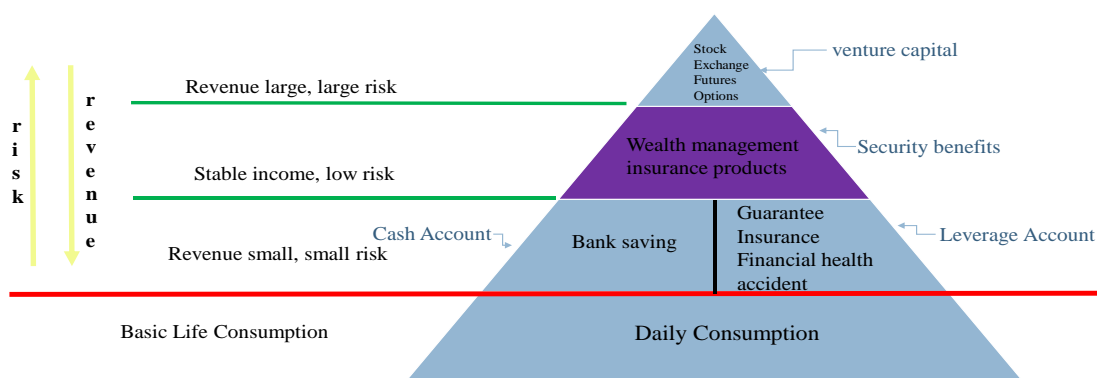 Stock
Exchange
Futures
Options
venture capital
Revenue large, large risk
risk
revenue
Wealth management
insurance products
Security benefits
Stable income, low risk
Cash Account
Bank saving
Guarantee
Insurance
Financial health
accident
Leverage Account
Revenue small, small risk
Basic Life Consumption
Daily Consumption